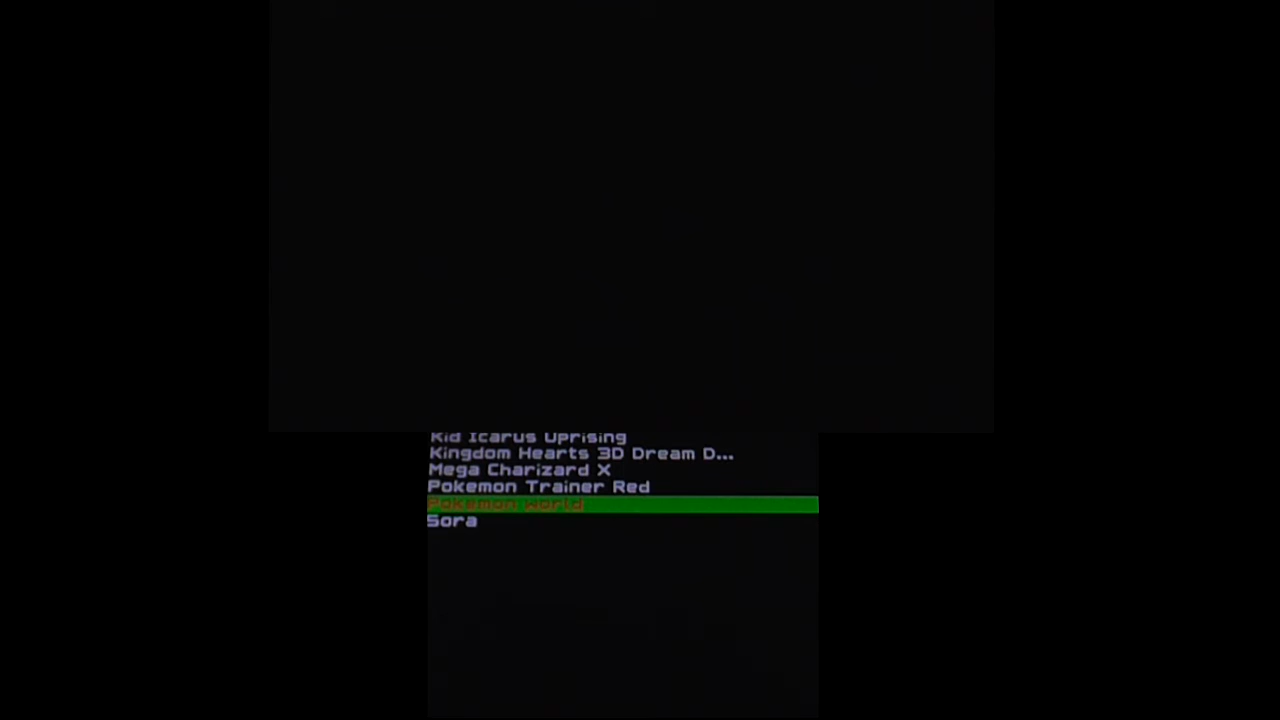 Kid Icarus Uprising
Kingdom Hearts 3D Dream D...
Mega Charizard X
Pokemon Trainer Red
Pokemon world
Sora